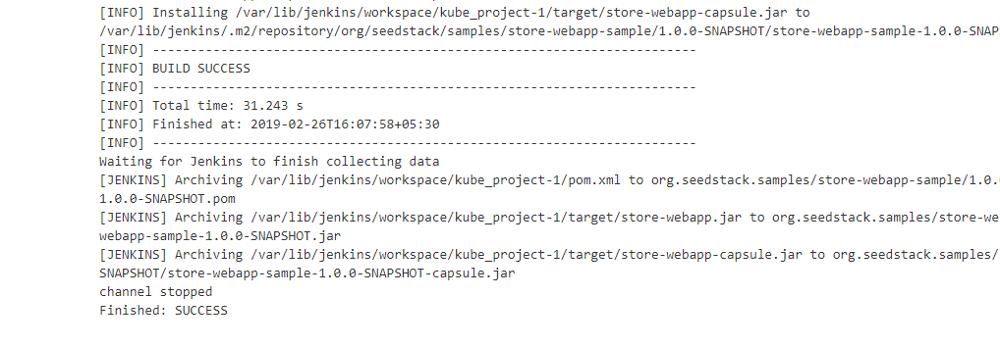 [INFO] Installing /var/lib/jenkins/workspace/kube_project-1/target/store-webapp-capsule.jar to
/var/lib/jenkins/.m2/repository/org/seedstack/samples/store-webapp-sample/1.0.0-SNAPSHOT/store-webapp-sample-1.0.0-SNAP
[INFO] ------------------------------------------------------------------------
[INFO] BUILD SUCCESS
[INFO] ------------------------------------------------------------------------
[INFO] Total time: 31.243 s
[INFO] Finished at: 2019-02-26T16:07:58+05:30
[INFO] ------------------------------------------------------------------------
Waiting for Jenkins to finish collecting data
[JENKINS] Archiving /var/lib/jenkins/workspace/kube_project-1/pom.xml to org.seedstack.samples/store-webapp-sample/1.0.
1.0.0-SNAPSHOT.pom
[JENKINS] Archiving /var/lib/jenkins/workspace/kube_project-1/target/store-webapp.jar to org.seedstack.samples/store-we
webapp-sample-1.0.0-SNAPSHOT.jar
[JENKINS] Archiving /var/lib/jenkins/workspace/kube_project-1/target/store-webapp-capsule.jar to org.seedstack.samples/
SNAPSHOT/store-webapp-sample-1.0.0-SNAPSHOT-capsule.jar
channel stopped
Finished: SUCCESS